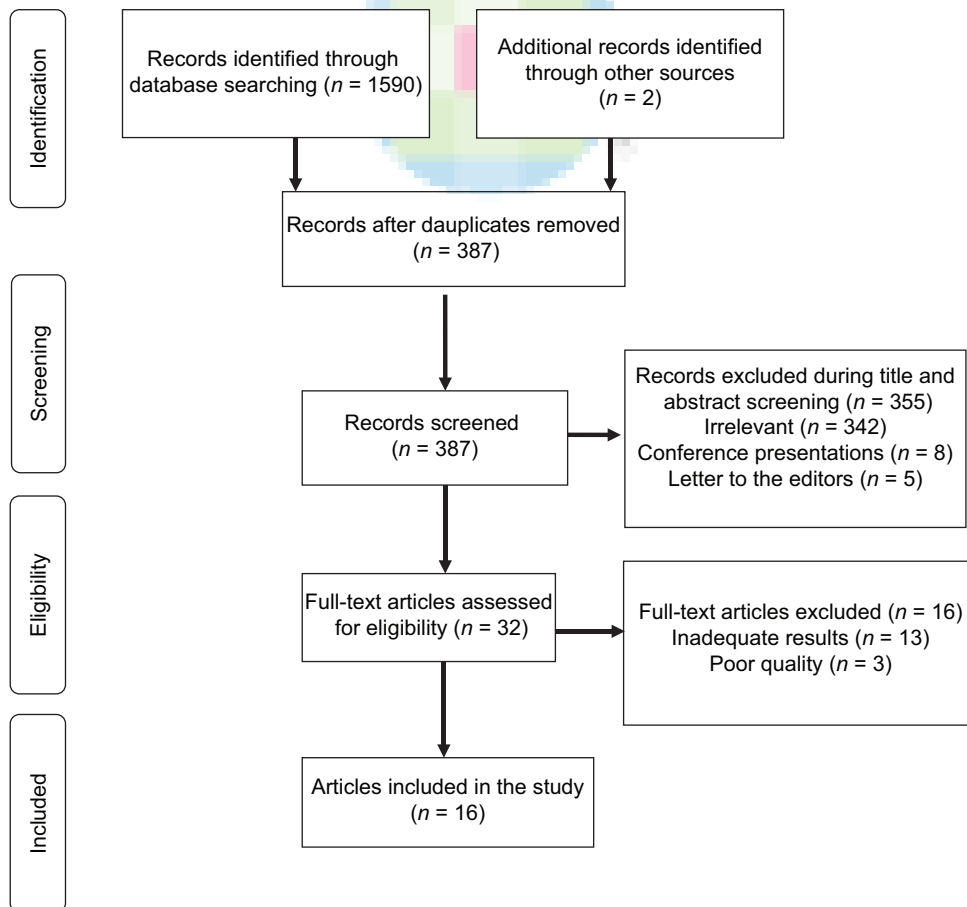 Identification
Records identified through
database searching (n = 1590)
Additional records identified
through other sources
(n = 2)
Records after dauplicates removed
(n = 387)
Screening
Records screened
(n = 387)
Records excluded during title and
abstract screening (n = 355)
Irrelevant (n = 342)
Conference presentations (n = 8)
Letter to the editors (n = 5)
Eligibility
Full-text articles assessed
for eligibility (n = 32)
Full-text articles excluded (n = 16)
Inadequate results (n = 13)
Poor quality (n = 3)
Included
Articles included in the study
(n = 16)